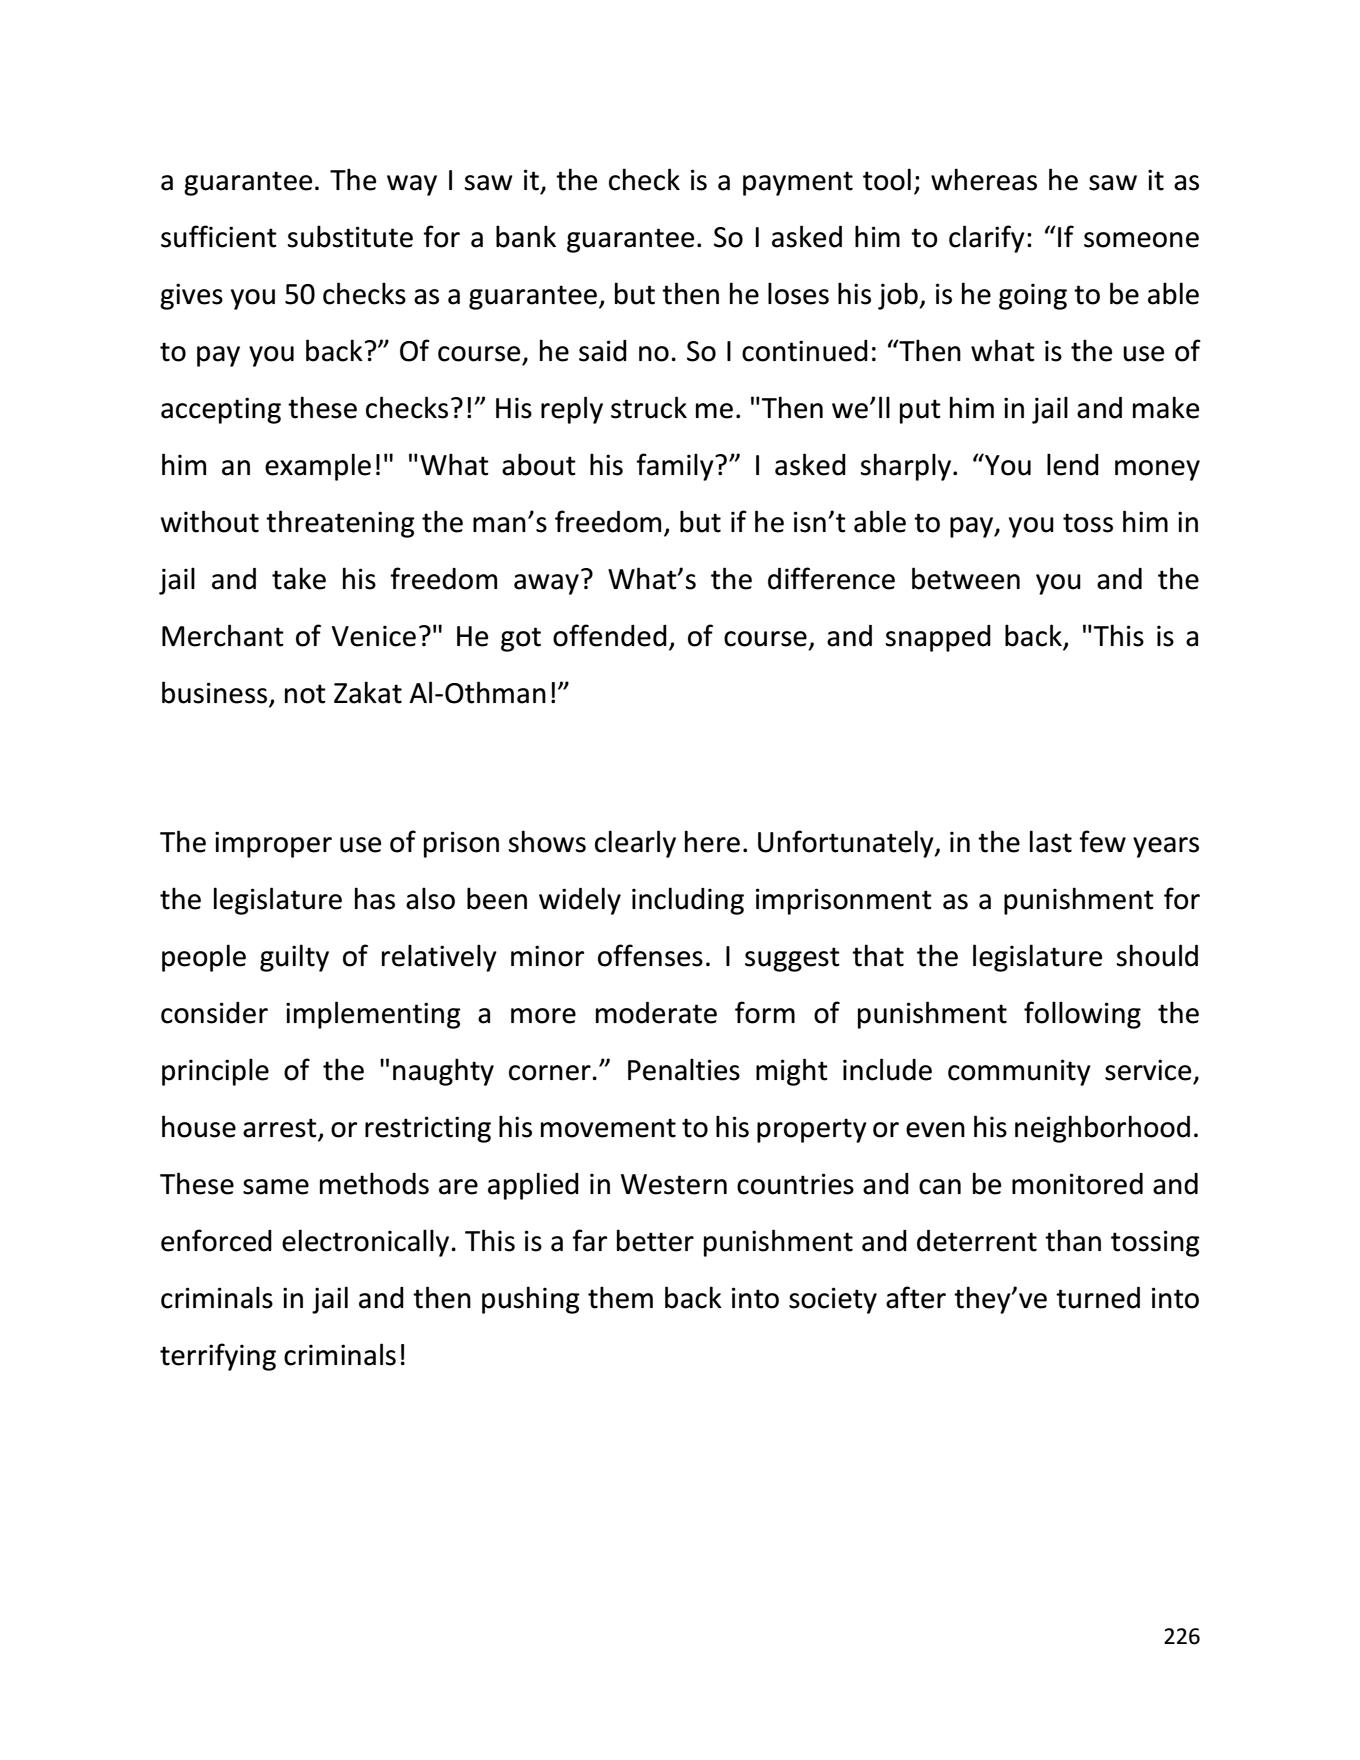 a guarantee. The way I saw it, the check is a payment tool; whereas he saw it as
sufficient substitute for a bank guarantee. So I asked him to clarify: “If someone
gives you 50 checks as a guarantee, but then he loses his job, is he going to be able
to pay you back?” Of course, he said no. So I continued: “Then what is the use of
accepting these checks?!” His reply struck me. "Then we’ll put him in jail and make
him an example!" "What about his family?” I asked sharply. “You lend money
without threatening the man’s freedom, but if he isn’t able to pay, you toss him in
jail and take his freedom away? What’s the difference between you and the
Merchant of Venice?" He got offended, of course, and snapped back, "This is a
business, not Zakat Al-Othman!”
The improper use of prison shows clearly here. Unfortunately, in the last few years
the legislature has also been widely including imprisonment as a punishment for
people guilty of relatively minor offenses. I suggest that the legislature should
consider implementing a more moderate form of punishment following the
principle of the "naughty corner.” Penalties might include community service,
house arrest, or restricting his movement to his property or even his neighborhood.
These same methods are applied in Western countries and can be monitored and
enforced electronically. This is a far better punishment and deterrent than tossing
criminals in jail and then pushing them back into society after they’ve turned into
terrifying criminals!
226